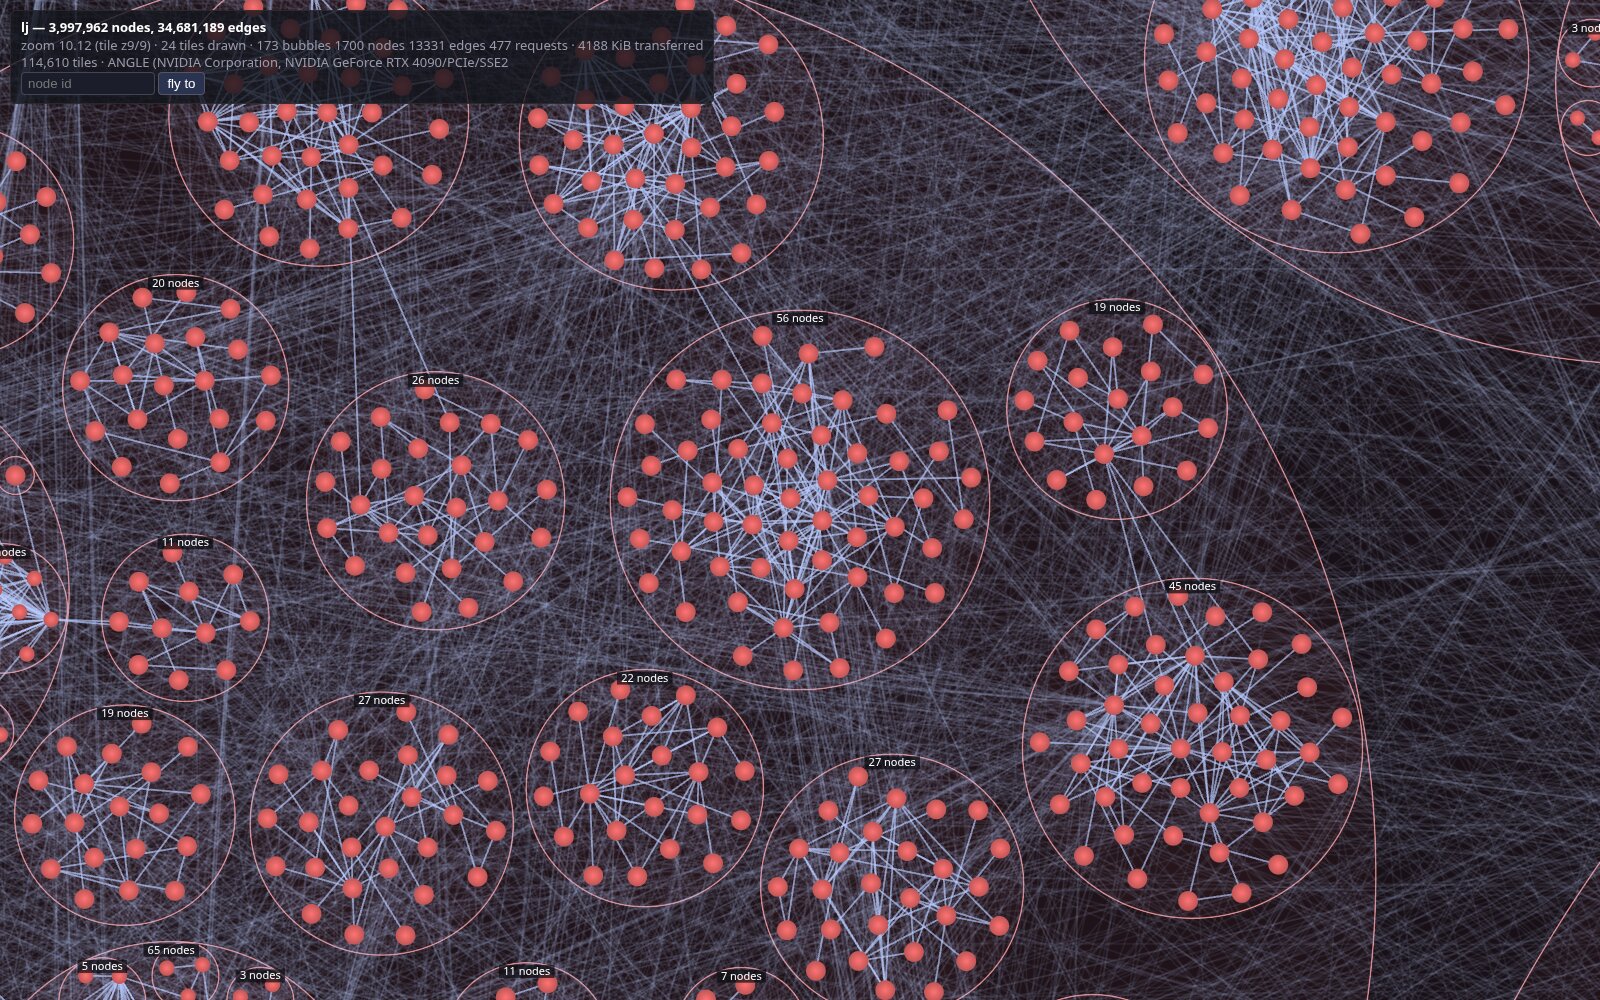 lj — 3,997,962 nodes, 34,681,189 edges
zoom 10.12 (tile z9/9) · 24 tiles drawn · 173 bubbles 1700 nodes 13331 edges 477 requests · 4188 KiB transferred
114,610 tiles · ANGLE (NVIDIA Corporation, NVIDIA GeForce RTX 4090/PCIe/SSE2
node id
fly to
3 nod
20 nodes
19 nodes
56 nodes
26 nodes
11 nodes
odes
45 nodes
22 nodes
27 nodes
19 nodes
27 nodes
65 nodes
5 nodes
3 nodes
11 nodes
7 nodes